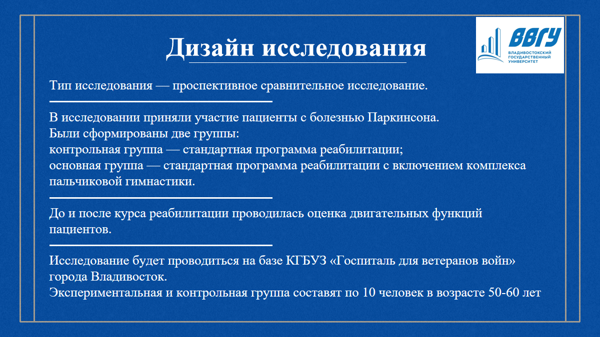 Дизайн исследования
ВВГУ
ВЛАДИВОСТОКСКИЙ
ГОСУДАРСТВЕННЫЙ
УНИВЕРСИТЕТ
Тип исследования — проспективное сравнительное исследование.
В исследовании приняли участие пациенты с болезнью Паркинсона.
Были сформированы две группы:
контрольная группа — стандартная программа реабилитации;
основная группа — стандартная программа реабилитации с включением комплекса
пальчиковой гимнастики.
До и после курса реабилитации проводилась оценка двигательных функций
пациентов.
Исследование будет проводиться на базе КГБУЗ «Госпиталь для ветеранов войн»
города Владивосток.
Экспериментальная и контрольная группа составят по 10 человек в возрасте 50-60 лет